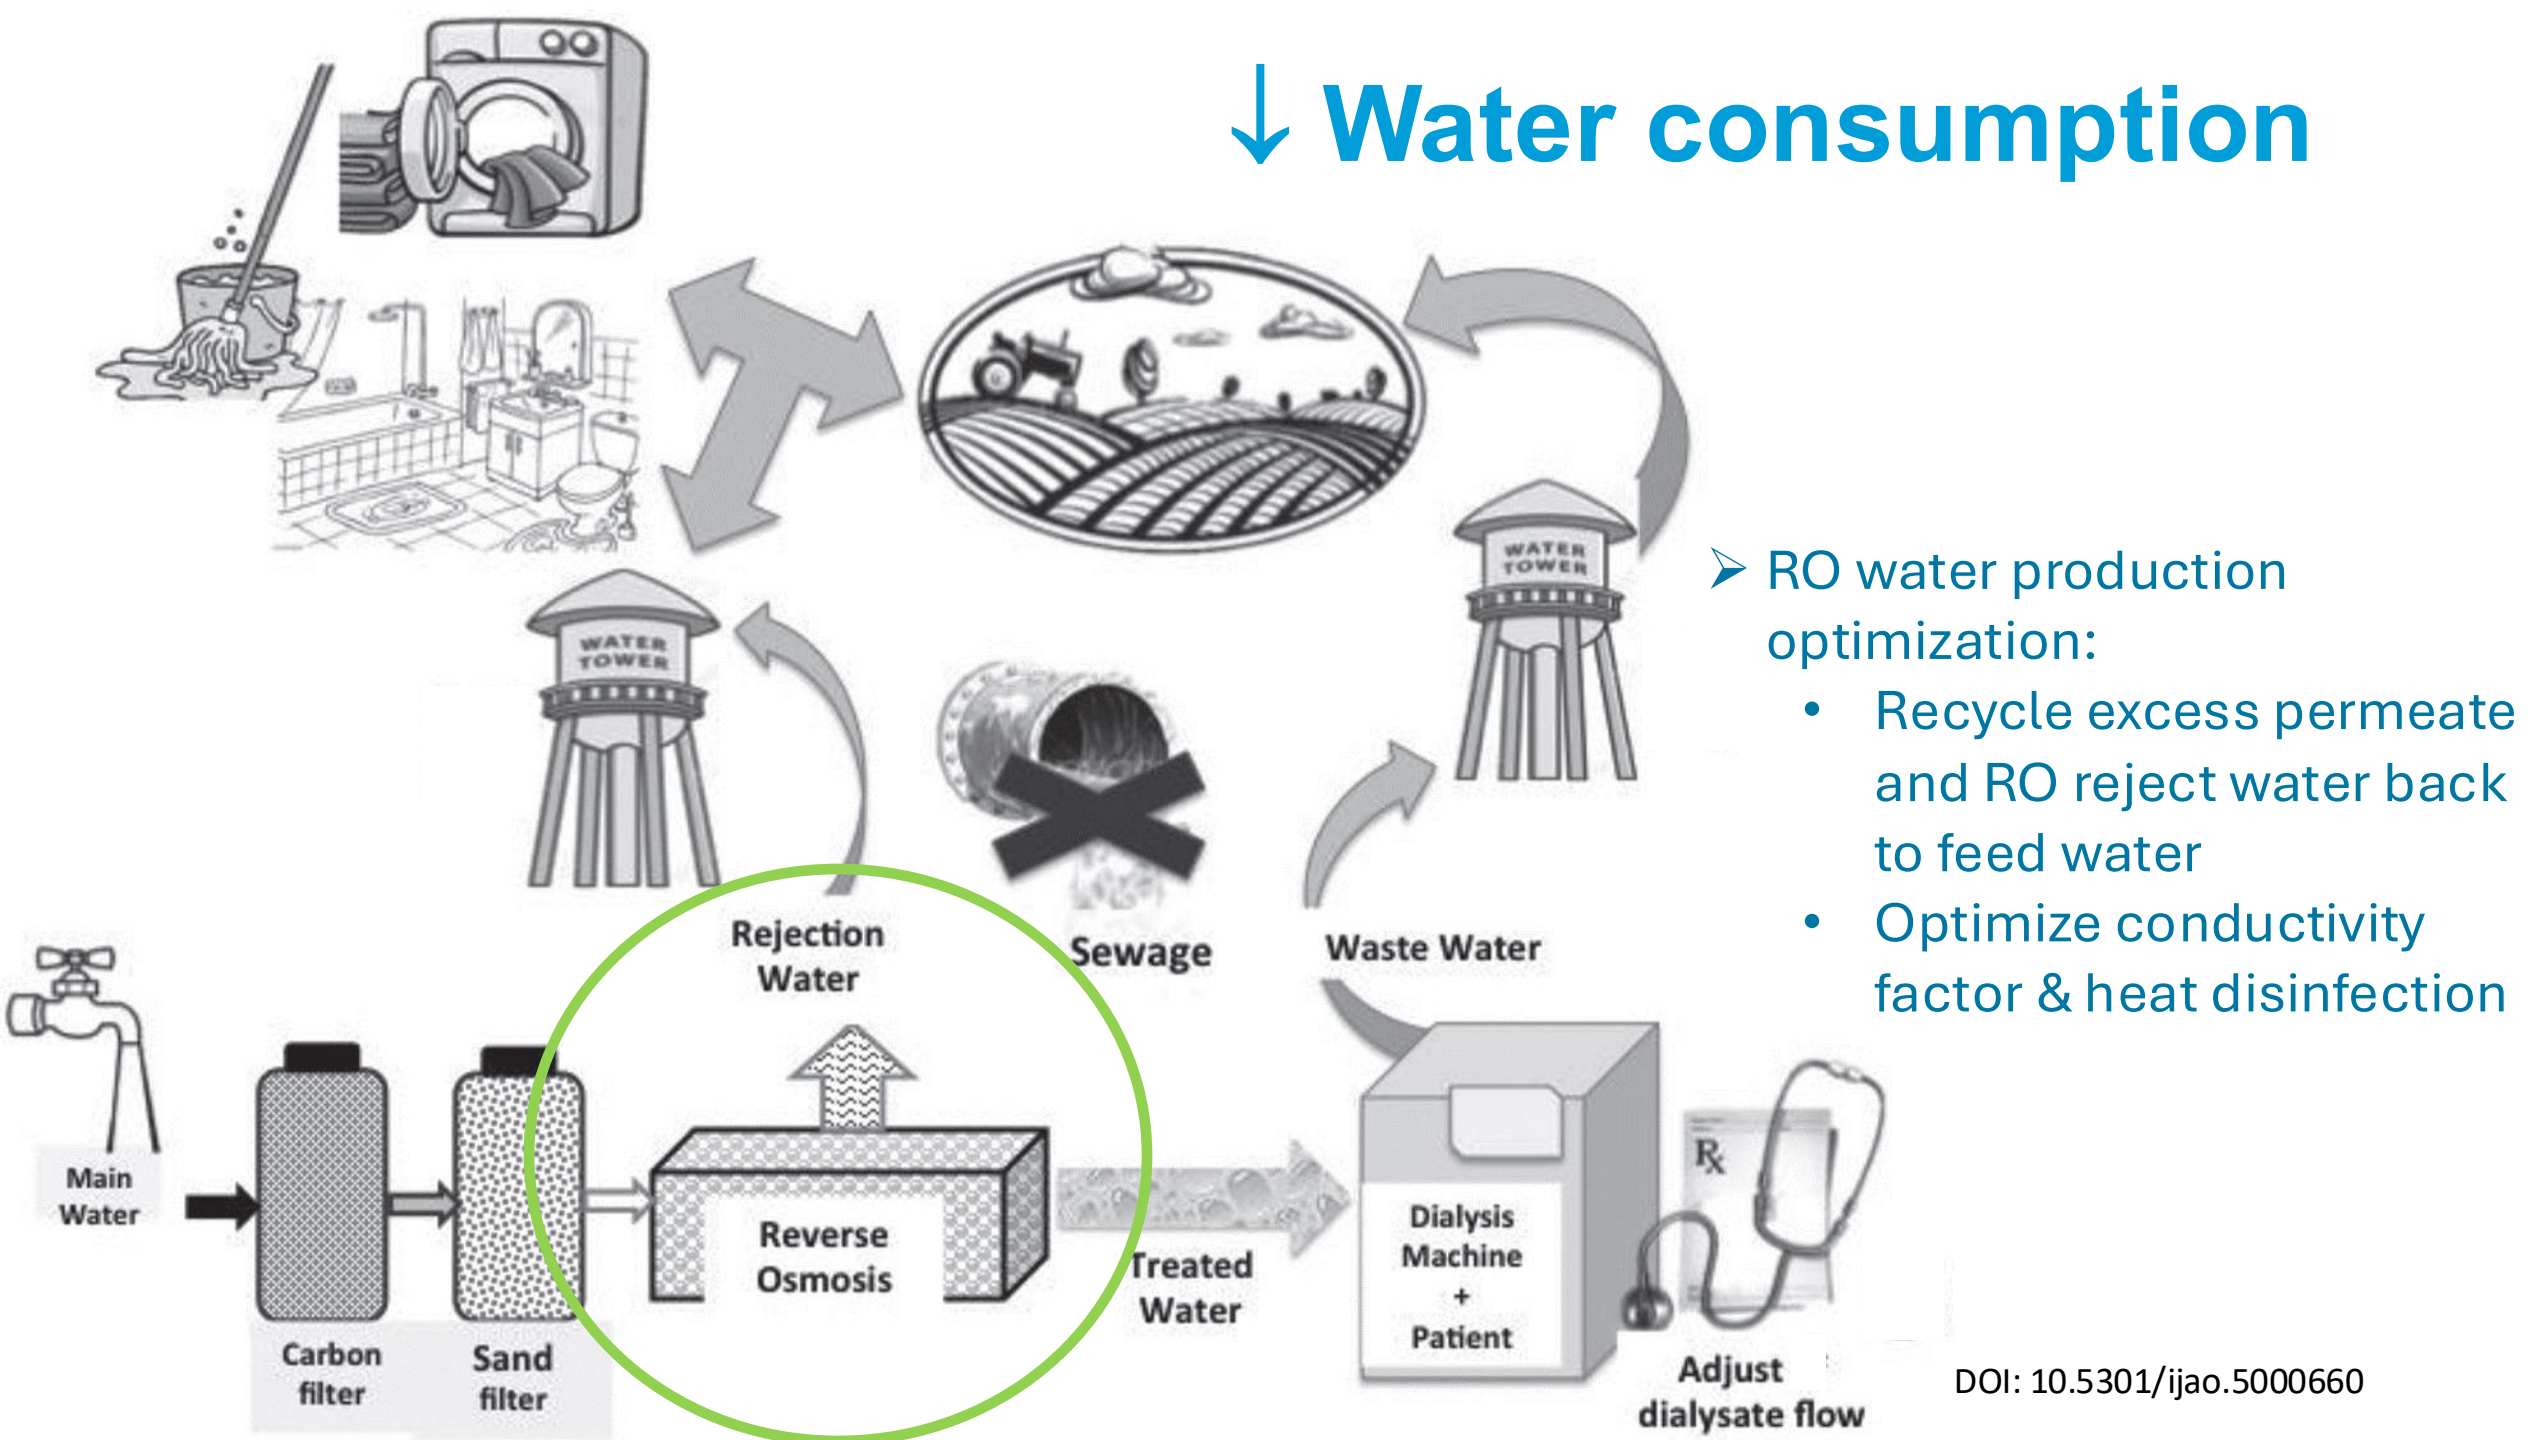 ↓ Water consumption
WATER
TOWER
WATER
TOWER
➢ RO water production
optimization:
• Recycle excess permeate
and RO reject water back
to feed water
• Optimize conductivity
factor & heat disinfection
Rejection
Water
Sewage
Waste Water
Main
Water
Reverse
Osmosis
Treated
Water
Dialysis
Machine
+
Patient
Rx
Carbon
filter
Sand
filter
Adjust
dialysate flow
DOI: 10.5301/ijao.5000660